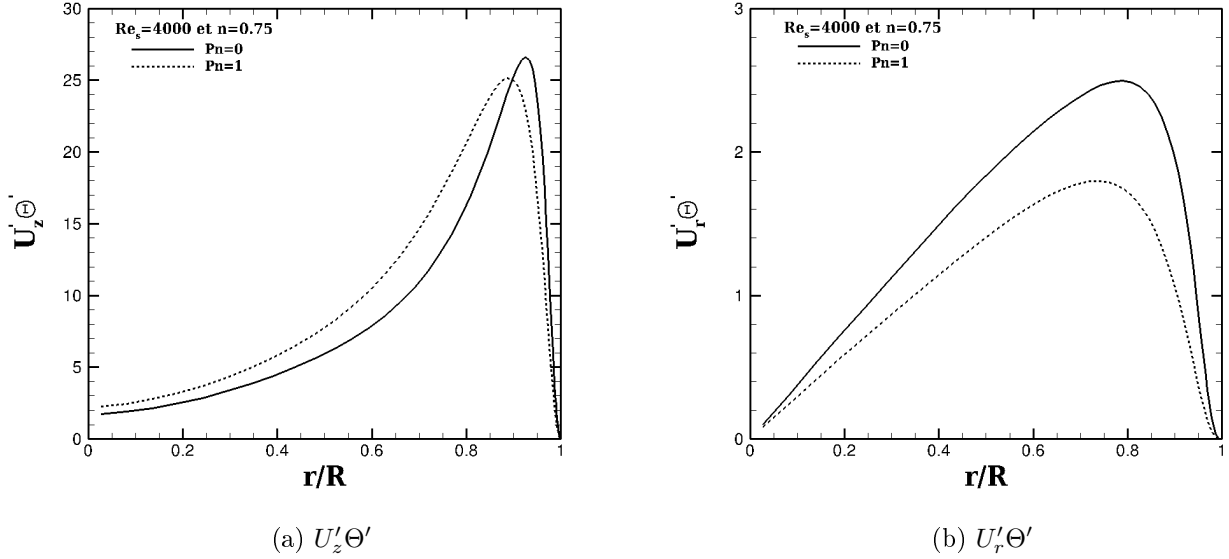 Re_s=4000 et n=0.75
Pn=0
Pn=1
30
25
20
15
10
5
0
U'_z Θ'
0 0.2 0.4 0.6 0.8 1
r/R
(a) U'_zΘ'
Re_s=4000 et n=0.75
Pn=0
Pn=1
3
2
1
0
U'_r Θ'
0 0.2 0.4 0.6 0.8 1
r/R
(b) U'_rΘ'